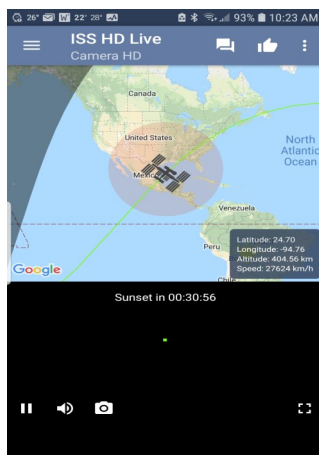 26° 22° 28° 93% 10:23 AM
ISS HD Live
Camera HD
Canada
United States
North
Atlantic
Ocean
Mexico
Venezuela
Peru
Latitude: 24.70
Longitude: -94.76
Altitude: 404.56 km
Speed: 27624 km/h
Chile
Google
Sunset in 00:30:56